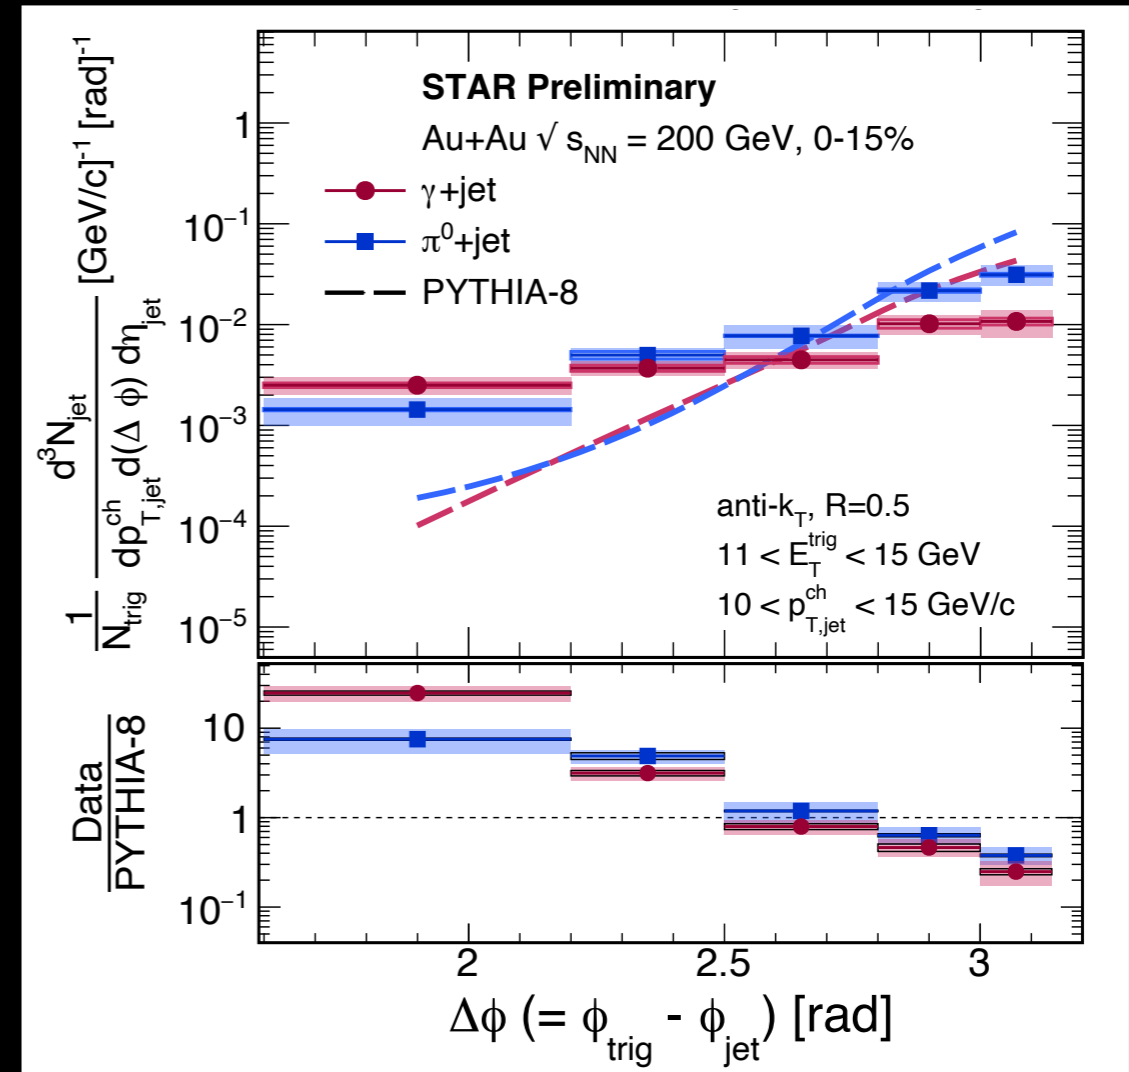 STAR Preliminary
Au+Au √ s_NN = 200 GeV, 0-15%
γ+jet
π⁰+jet
PYTHIA-8
anti-k_T, R=0.5
11 < E_T^trig < 15 GeV
10 < p_T,jet^ch < 15 GeV/c
1/N_trig d³N_jet/dp_T,jet^ch d(Δ φ) dη_jet [GeV/c]⁻¹ [rad]⁻¹
1
10⁻¹
10⁻²
10⁻³
10⁻⁴
10⁻⁵
Data
PYTHIA-8
10
1
10⁻¹
2 2.5 3
Δφ (= φ_trig - φ_jet) [rad]